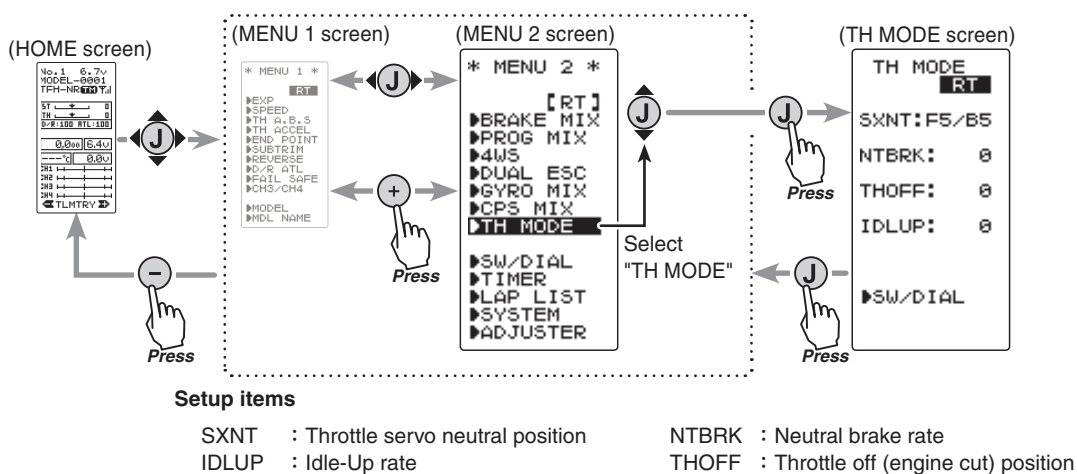 (HOME screen)
No.1 6.7V
MODEL-0001
TFH-NR TM
ST 0
TH 0
D/R:100 ATL:100
6.4V
---℃ 0.0V
CH1
CH2
CH3
CH4
TLMTRY
(MENU 1 screen)
* MENU 1 *
RT
EXP
SPEED
TH A.B.S
TH ACCEL
END POINT
SUBTRIM
REVERSE
D/R ATL
FAIL SAFE
CH3/CH4
MODEL
MDL NAME
(MENU 2 screen)
* MENU 2 *
[RT]
BRAKE MIX
PROG MIX
4WS
DUAL ESC
GYRO MIX
CPS MIX
TH MODE
SW/DIAL
TIMER
LAP LIST
SYSTEM
ADJUSTER
(TH MODE screen)
TH MODE
RT
SXNT:F5/B5
NTBRK: 0
THOFF: 0
IDLUP: 0
SW/DIAL
J
J
+
Press
J
Select
"TH MODE"
J
Press
J
Press
J
-
Press
Setup items
SXNT : Throttle servo neutral position
IDLUP : Idle-Up rate
NTBRK : Neutral brake rate
THOFF : Throttle off (engine cut) position